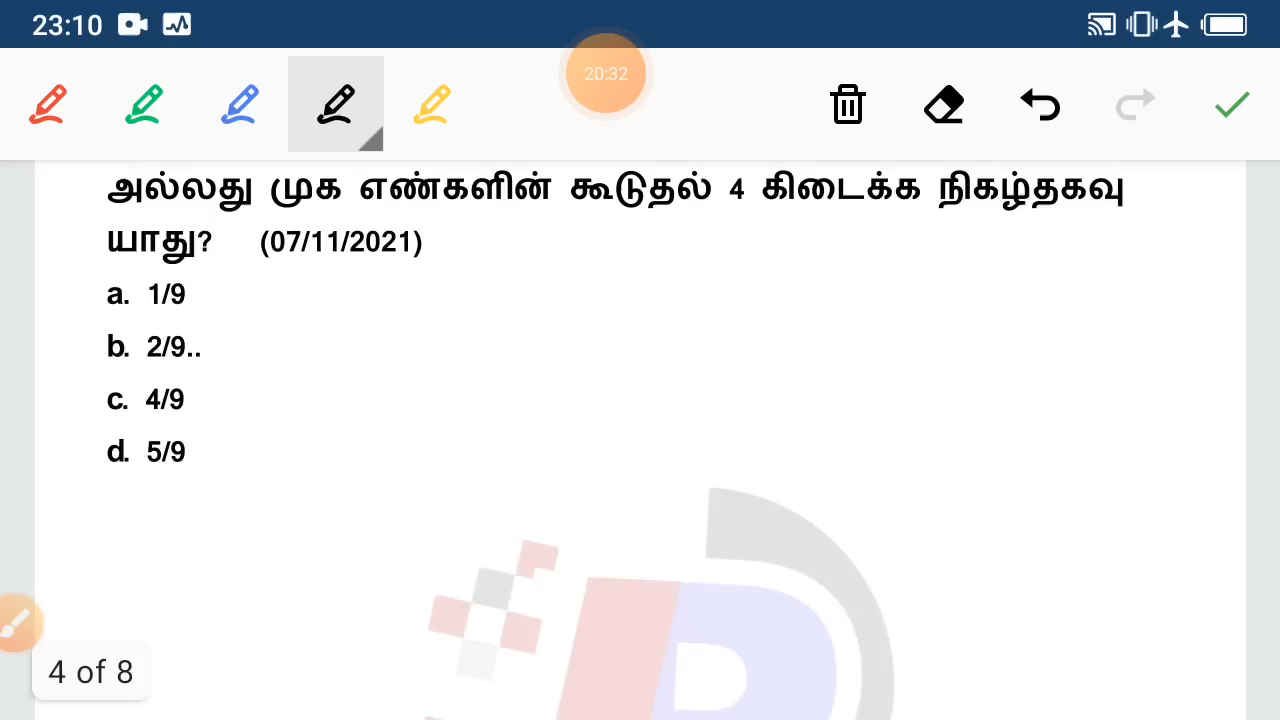 23:10
20:32
அல்லது முக எண்களின் கூடுதல் 4 கிடைக்க நிகழ்தகவு
யாது? (07/11/2021)
a. 1/9
b. 2/9..
c. 4/9
d. 5/9
4 of 8